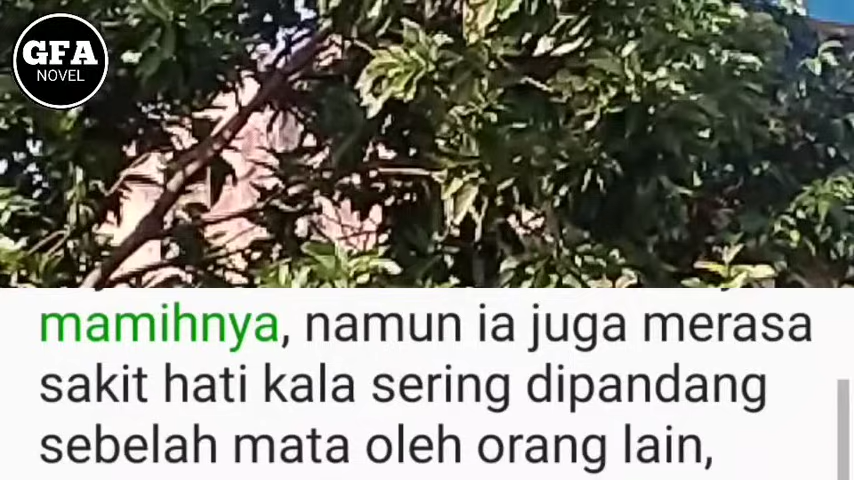 GFA
NOVEL
mamihnya, namun ia juga merasa
sakit hati kala sering dipandang
sebelah mata oleh orang lain,